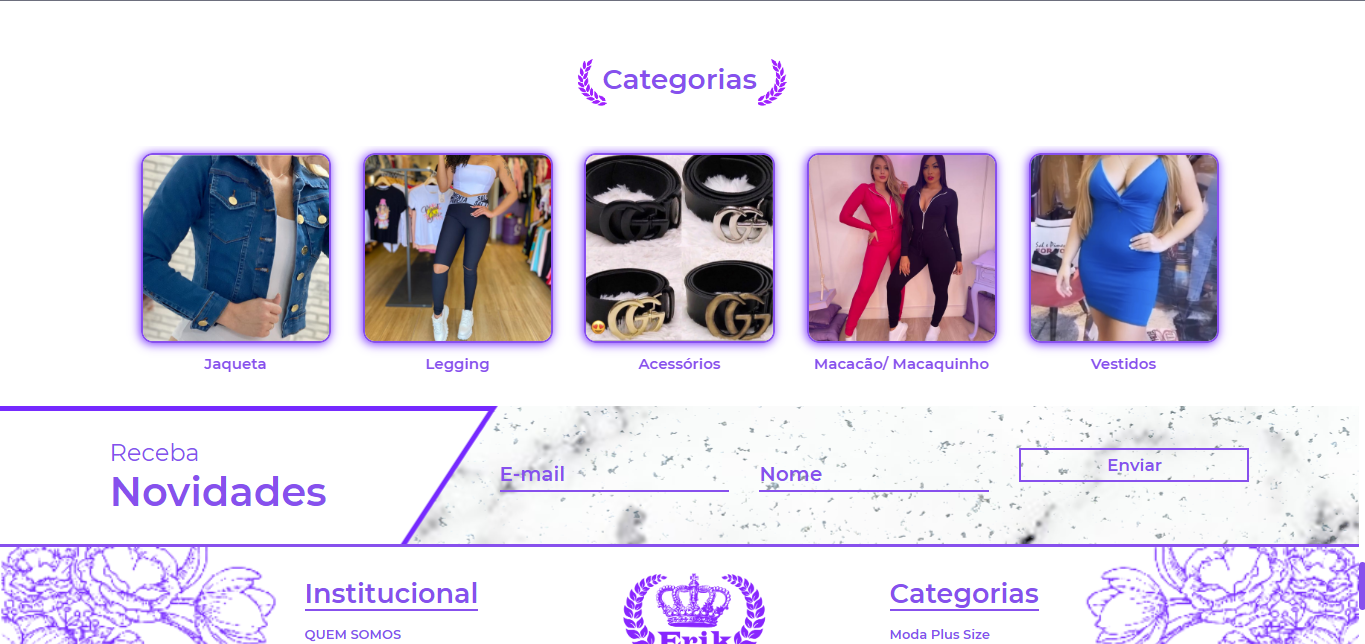 Categorias
Jaqueta
Legging
Acessórios
Macacão/ Macaquinho
Vestidos
Receba
Novidades
E-mail
Nome
Enviar
Institucional
QUEM SOMOS
Erik
Categorias
Moda Plus Size